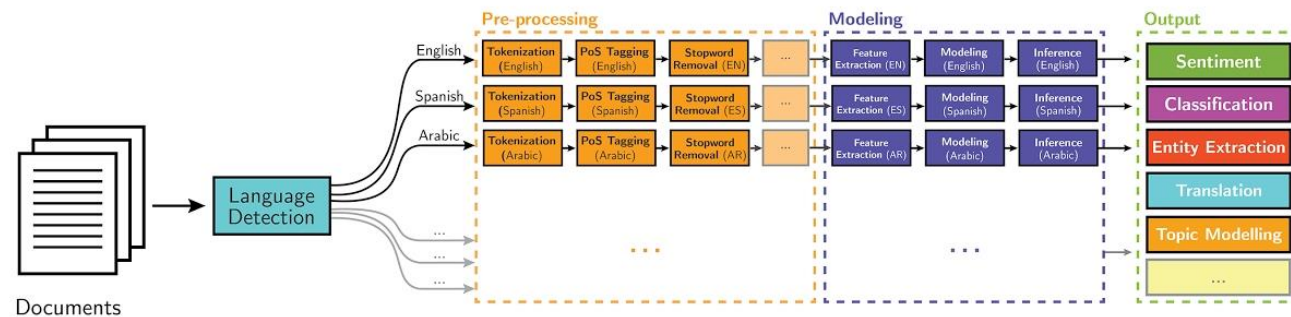 Pre-processing
Modeling
Output
English
Tokenization
(English)
PoS Tagging
(English)
Stopword
Removal (EN)
...
Feature
Extraction (EN)
Modeling
(English)
Inference
(English)
Sentiment
Spanish
Tokenization
(Spanish)
PoS Tagging
(Spanish)
Stopword
Removal (ES)
...
Feature
Extraction (ES)
Modeling
(Spanish)
Inference
(Spanish)
Classification
Arabic
Tokenization
(Arabic)
PoS Tagging
(Arabic)
Stopword
Removal (AR)
...
Feature
Extraction (AR)
Modeling
(Arabic)
Inference
(Arabic)
Entity Extraction
Language
Detection
Translation
...
...
...
...
...
Topic Modelling
...
Documents